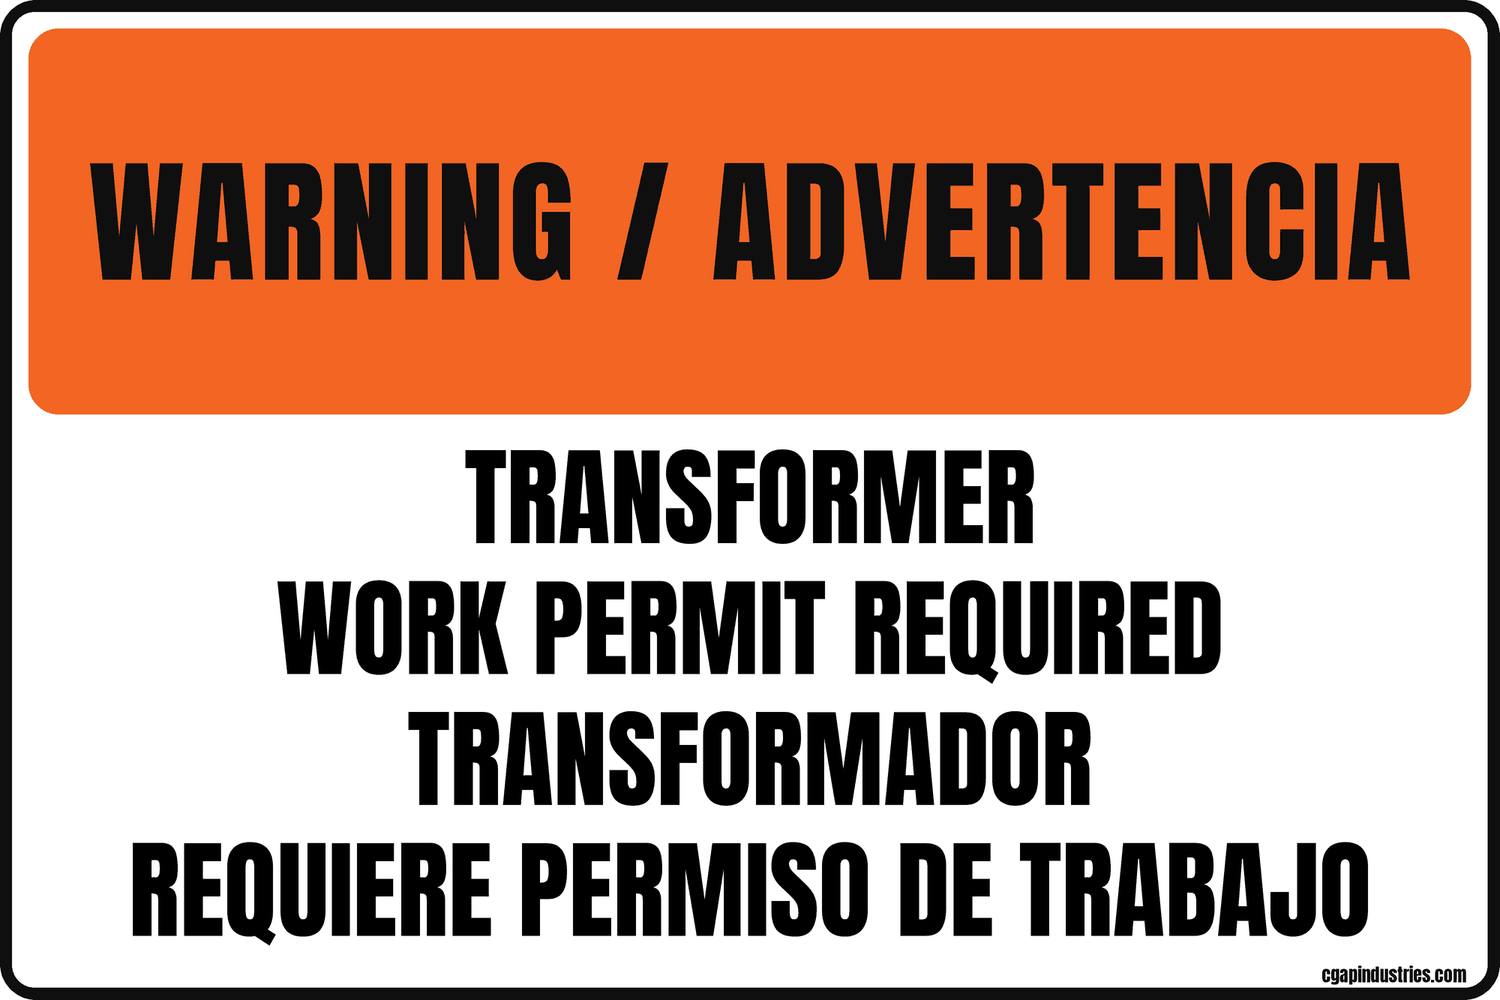 WARNING / ADVERTENCIA
TRANSFORMER
WORK PERMIT REQUIRED
TRANSFORMADOR
REQUIERE PERMISO DE TRABAJO
cgapindustries.com